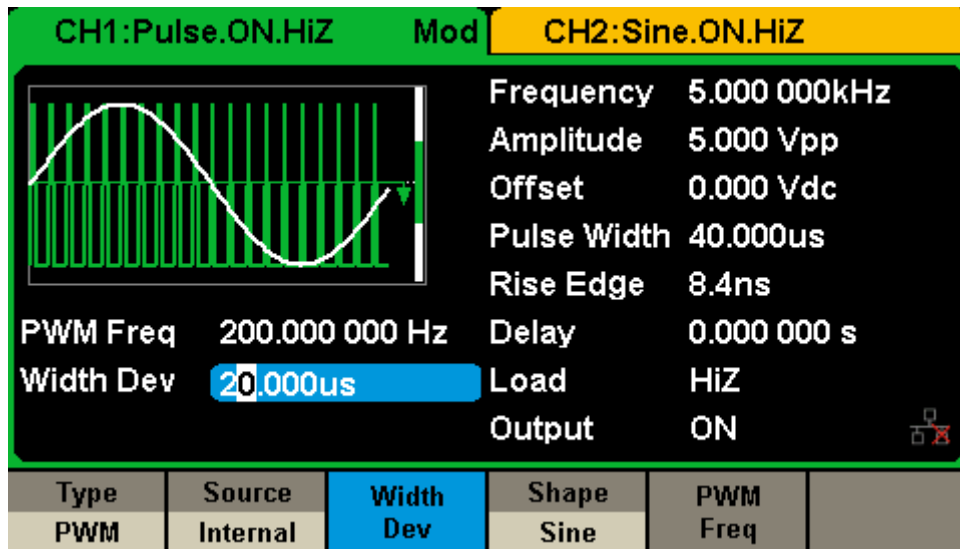 CH1:Pulse.ON.HiZ Mod CH2:Sine.ON.HiZ
Frequency 5.000 000kHz
Amplitude 5.000 Vpp
Offset 0.000 Vdc
Pulse Width 40.000us
Rise Edge 8.4ns
PWM Freq 200.000 000 Hz Delay 0.000 000 s
Width Dev 20.000us Load HiZ
Output ON
Type Source Width Dev Shape PWM Freq
PWM Internal Sine